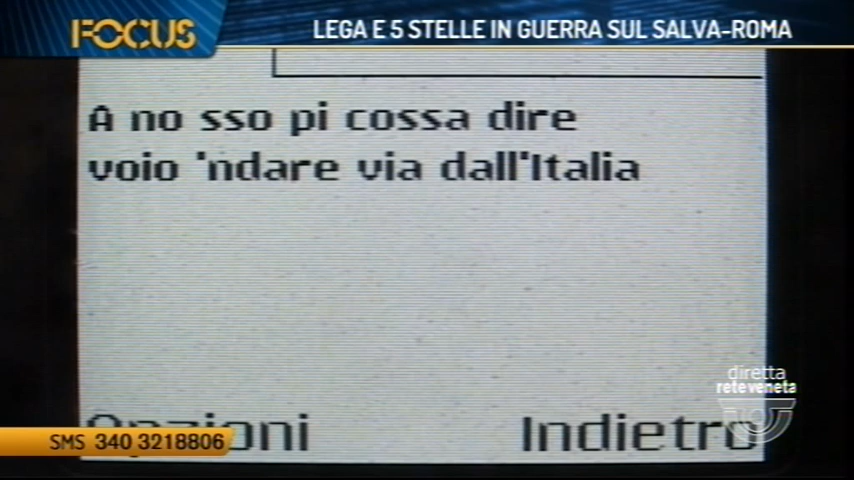 FOCUS
LEGA E 5 STELLE IN GUERRA SUL SALVA-ROMA
A no sso pi cossa dire
voio 'ndare via dall'Italia
diretta
reteveneta
Opzioni
Indietro
SMS 340 3218806